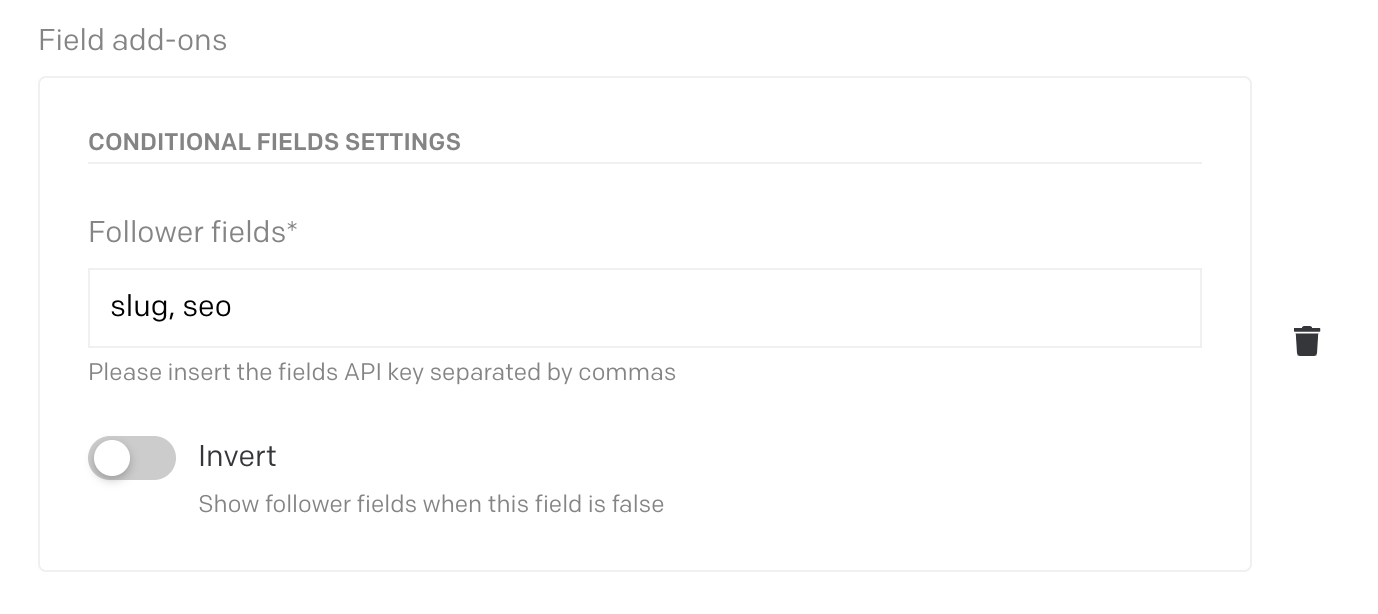 Field add-ons
CONDITIONAL FIELDS SETTINGS
Follower fields*
slug, seo
Please insert the fields API key separated by commas
Invert
Show follower fields when this field is false